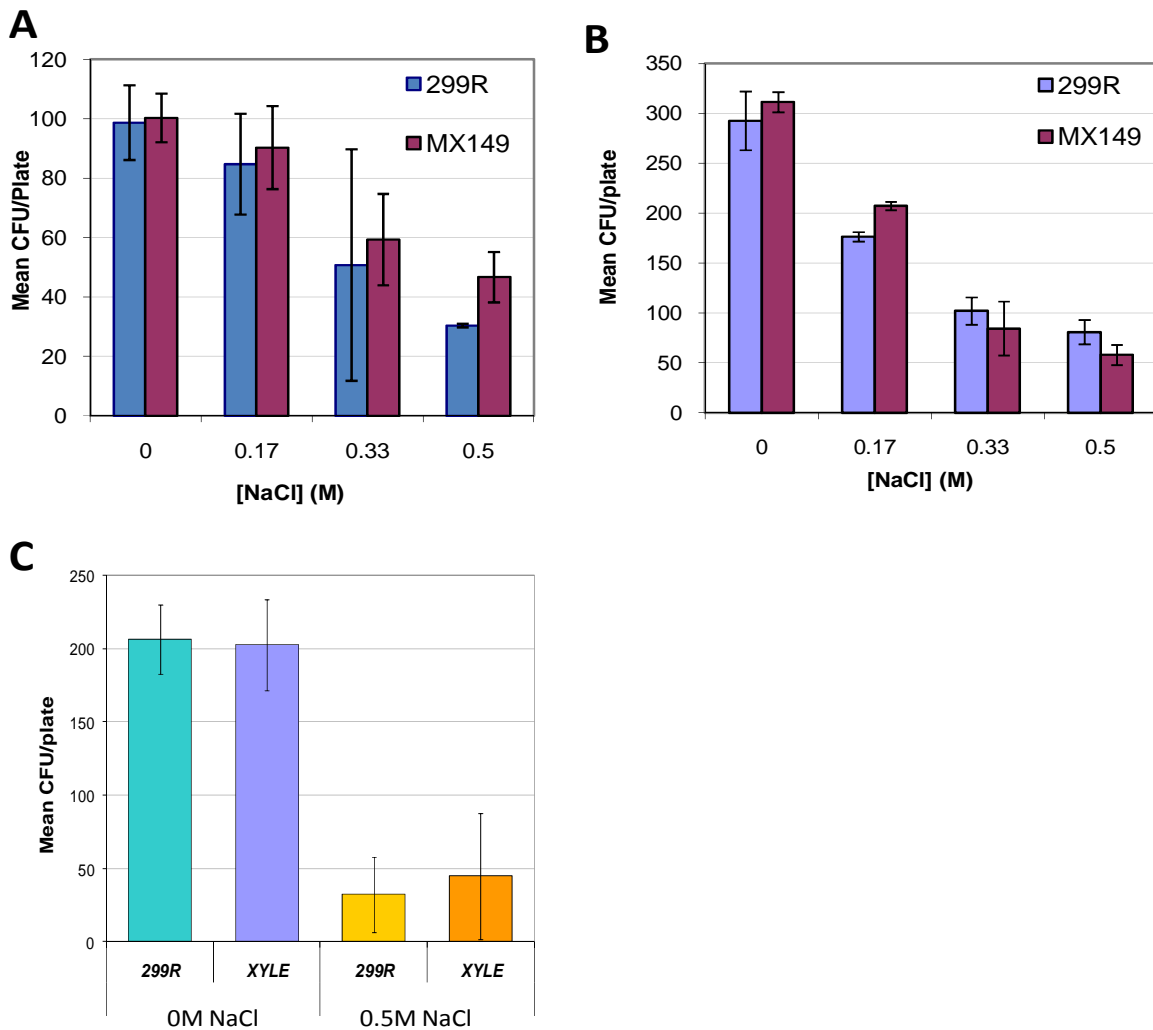 A
Mean CFU/Plate
120
100
80
60
40
20
0
299R
MX149
0 0.17 0.33 0.5
[NaCl] (M)
B
Mean CFU/plate
350
300
250
200
150
100
50
0
299R
MX149
0 0.17 0.33 0.5
[NaCl] (M)
C
Mean CFU/plate
250
200
150
100
50
0
299R XYLE 299R XYLE
0M NaCl 0.5M NaCl